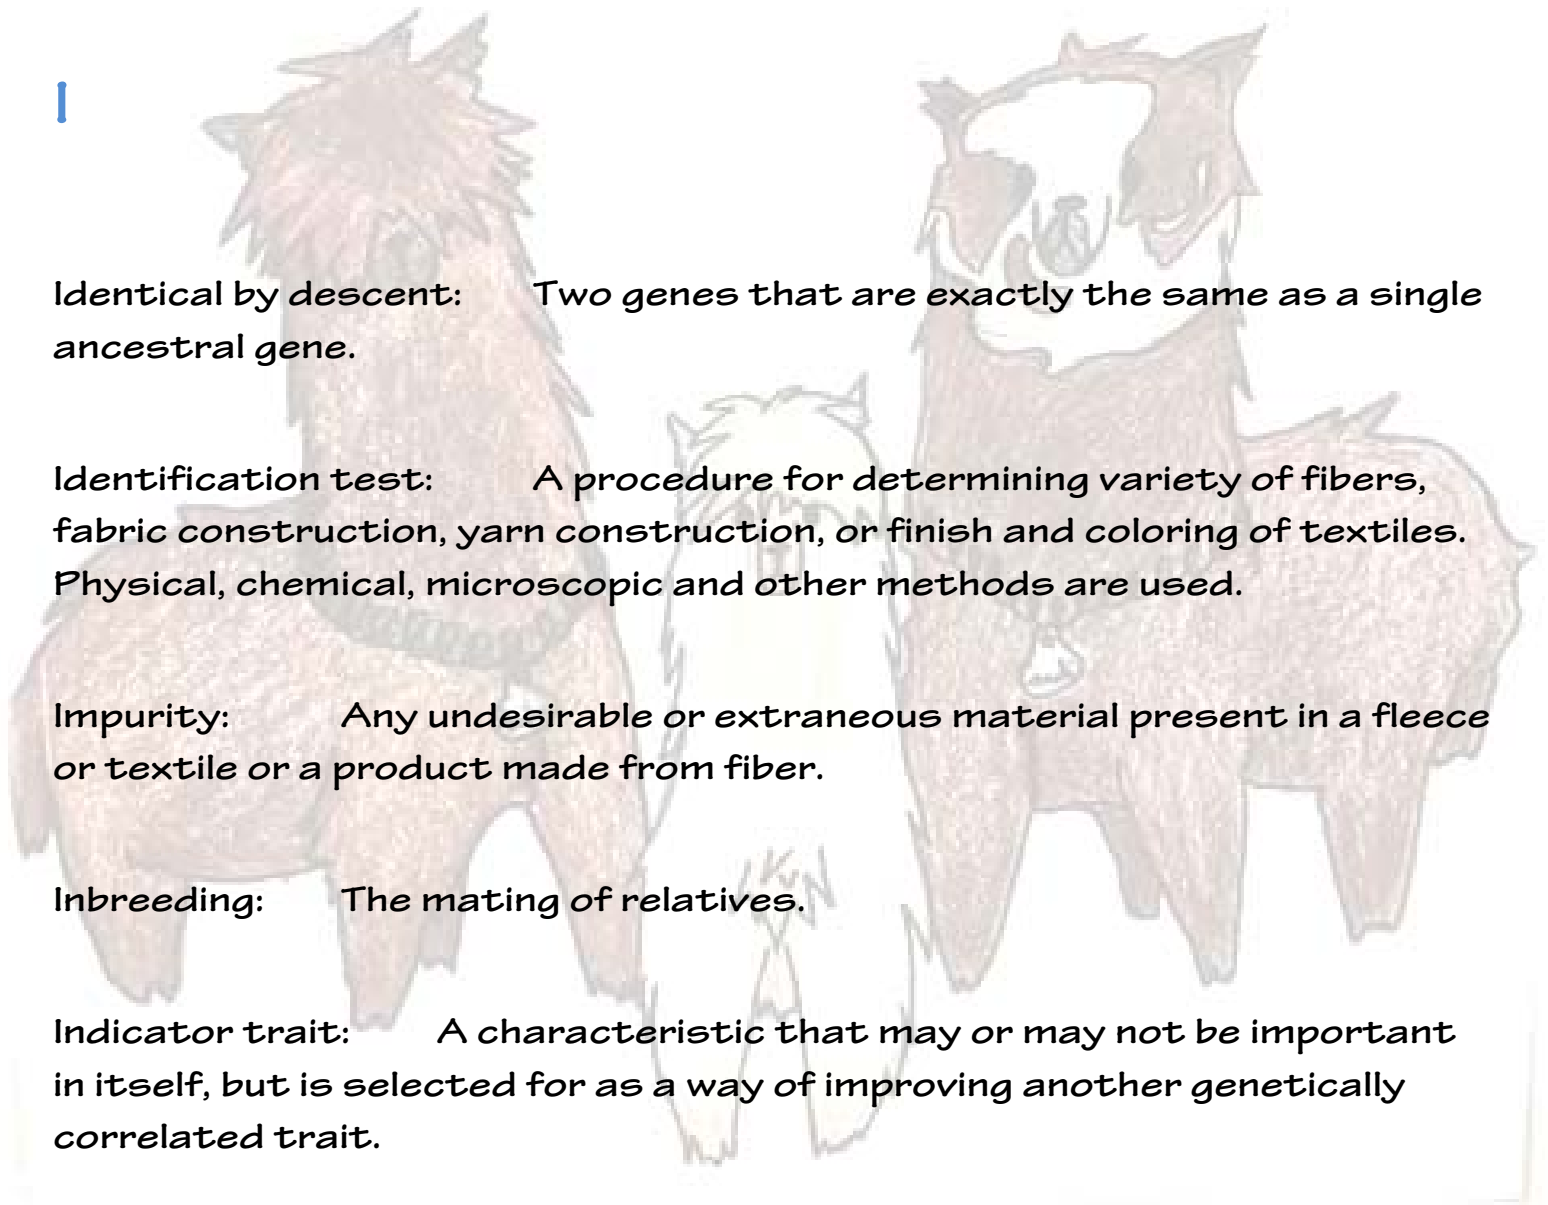 I
Identical by descent: Two genes that are exactly the same as a single
ancestral gene.
Identification test: A procedure for determining variety of fibers,
fabric construction, yarn construction, or finish and coloring of textiles.
Physical, chemical, microscopic and other methods are used.
Impurity: Any undesirable or extraneous material present in a fleece
or textile or a product made from fiber.
Inbreeding: The mating of relatives.
Indicator trait: A characteristic that may or may not be important
in itself, but is selected for as a way of improving another genetically
correlated trait.